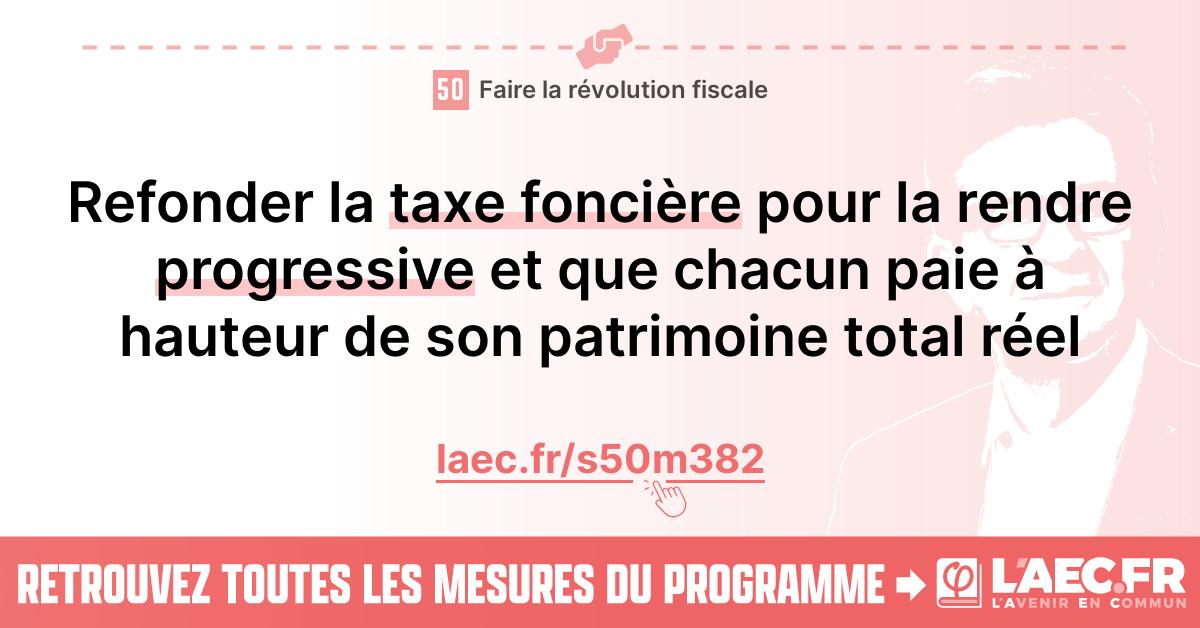 50 Faire la révolution fiscale
Refonder la taxe foncière pour la rendre
progressive et que chacun paie à
hauteur de son patrimoine total réel
laec.fr/s50m382
RETROUVEZ TOUTES LES MESURES DU PROGRAMME
φ L'AEC.FR
L'AVENIR EN COMMUN